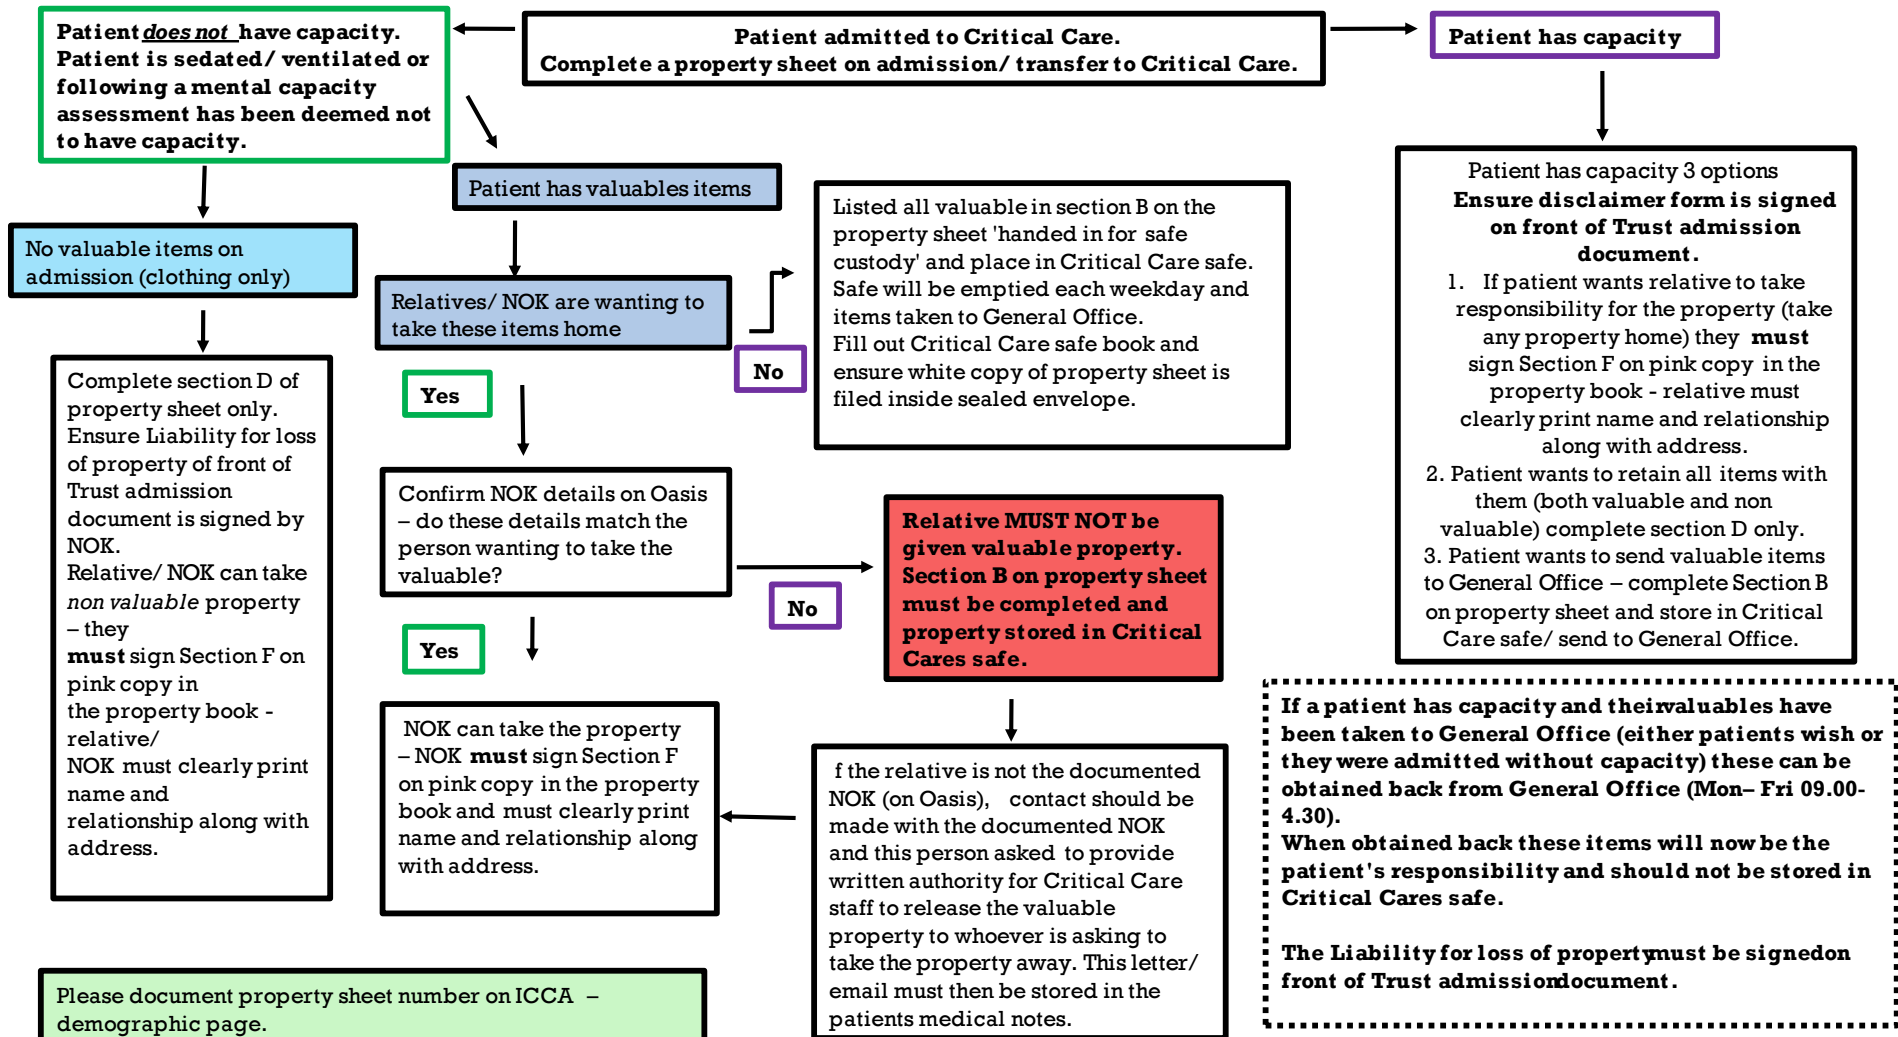 Patient does not have capacity.
Patient is sedated/ ventilated or
following a mental capacity
assessment has been deemed not
to have capacity.
Patient admitted to Critical Care.
Complete a property sheet on admission/ transfer to Critical Care.
Patient has capacity
Patient has valuables items
No valuable items on
admission (clothing only)
Relatives/ NOK are wanting to
take these items home
Listed all valuable in section B on the
property sheet 'handed in for safe
custody' and place in Critical Care safe.
Safe will be emptied each weekday and
items taken to General Office.
Fill out Critical Care safe book and
ensure white copy of property sheet is
filed inside sealed envelope.
Patient has capacity 3 options
Ensure disclaimer form is signed
on front of Trust admission
document.
1. If patient wants relative to take
responsibility for the property (take
any property home) they must
sign Section F on pink copy in the
property book - relative must
clearly print name and relationship
along with address.
2. Patient wants to retain all items with
them (both valuable and non
valuable) complete section D only.
3. Patient wants to send valuable items
to General Office – complete Section B
on property sheet and store in Critical
Care safe/ send to General Office.
No
Yes
Complete section D of
property sheet only.
Ensure Liability for loss
of property of front of
Trust admission
document is signed by
NOK.
Relative/ NOK can take
non valuable property
– they
must sign Section F on
pink copy in
the property book -
relative/
NOK must clearly print
name and
relationship along with
address.
Confirm NOK details on Oasis
– do these details match the
person wanting to take the
valuable?
No
Yes
Relative MUST NOT be
given valuable property.
Section B on property sheet
must be completed and
property stored in Critical
Cares safe.
NOK can take the property
– NOK must sign Section F
on pink copy in the property
book and must clearly print
name and relationship along
with address.
f the relative is not the documented
NOK (on Oasis), contact should be
made with the documented NOK
and this person asked to provide
written authority for Critical Care
staff to release the valuable
property to whoever is asking to
take the property away. This letter/
email must then be stored in the
patients medical notes.
If a patient has capacity and their valuables have
been taken to General Office (either patients wish or
they were admitted without capacity) these can be
obtained back from General Office (Mon– Fri 09.00-
4.30).
When obtained back these items will now be the
patient's responsibility and should not be stored in
Critical Cares safe.
The Liability for loss of property must be signed on
front of Trust admission document.
Please document property sheet number on ICCA –
demographic page.